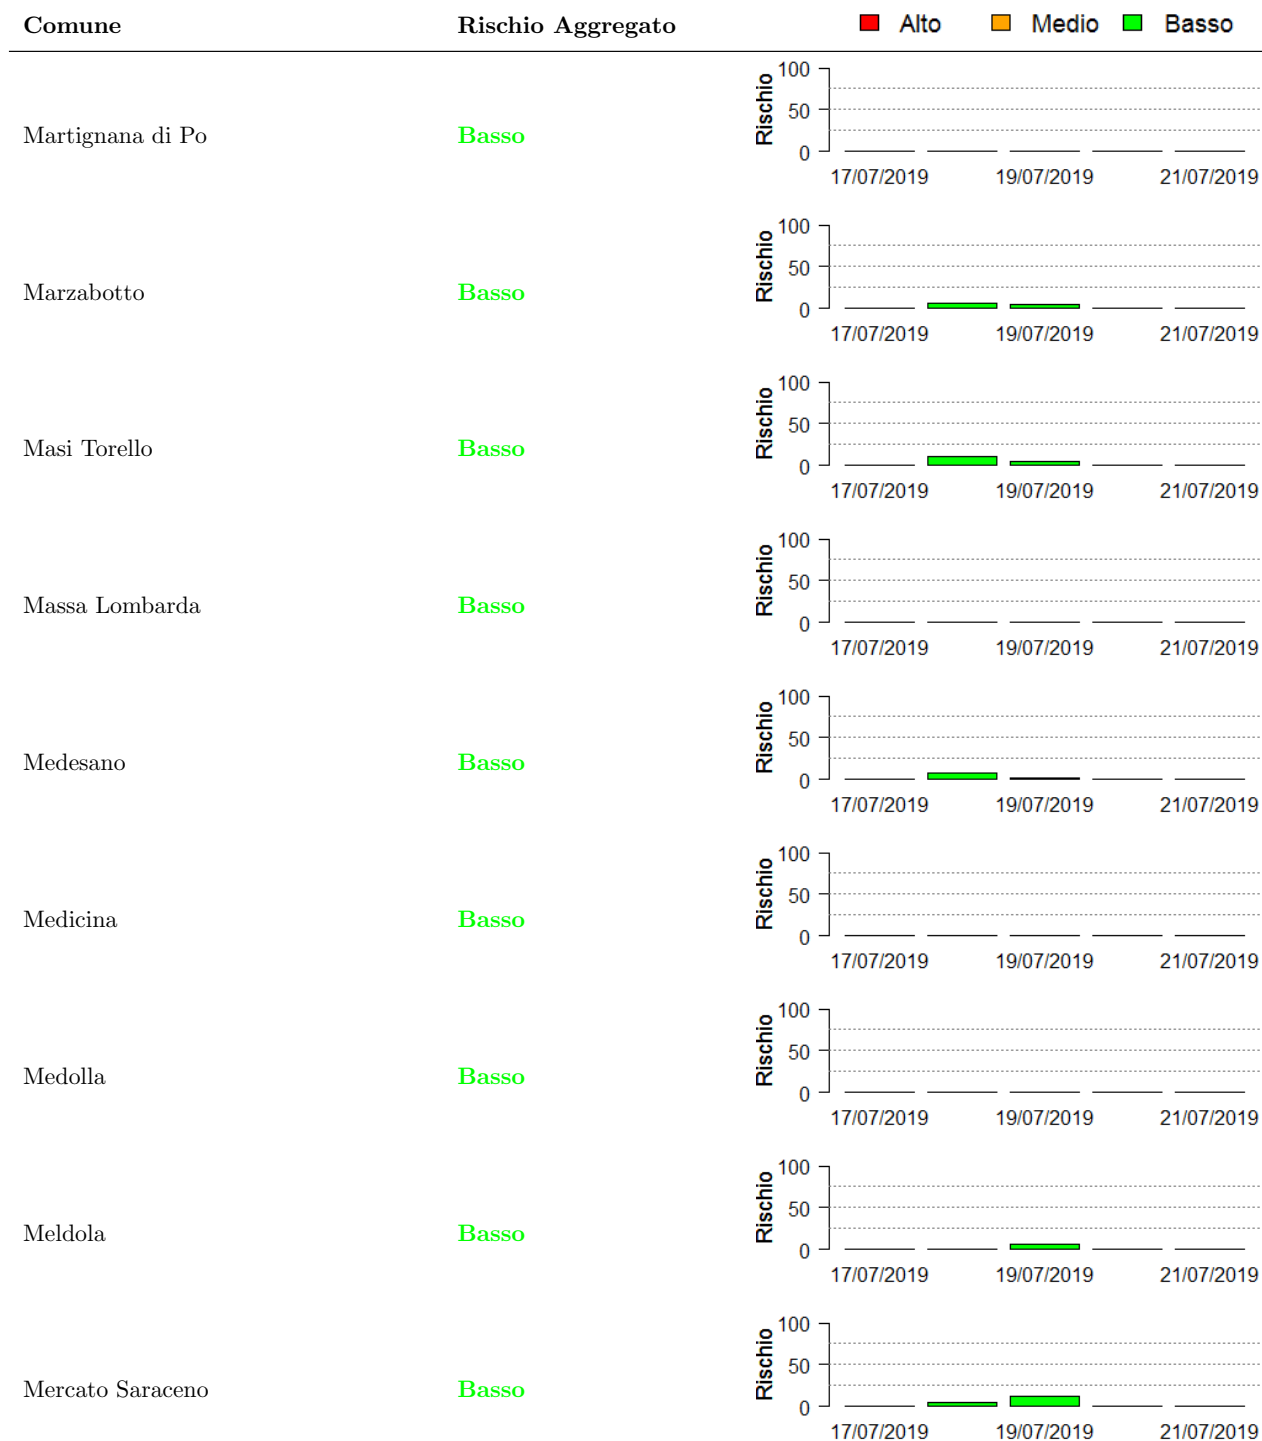 Comune Rischio Aggregato Alto Medio Basso
100
50
0
Rischio
Martignana di Po Basso
17/07/2019 19/07/2019 21/07/2019
100
50
0
Rischio
Marzabotto Basso
17/07/2019 19/07/2019 21/07/2019
100
50
0
Rischio
Masi Torello Basso
17/07/2019 19/07/2019 21/07/2019
100
50
0
Rischio
Massa Lombarda Basso
17/07/2019 19/07/2019 21/07/2019
100
50
0
Rischio
Medesano Basso
17/07/2019 19/07/2019 21/07/2019
100
50
0
Rischio
Medicina Basso
17/07/2019 19/07/2019 21/07/2019
100
50
0
Rischio
Medolla Basso
17/07/2019 19/07/2019 21/07/2019
100
50
0
Rischio
Meldola Basso
17/07/2019 19/07/2019 21/07/2019
100
50
0
Rischio
Mercato Saraceno Basso
17/07/2019 19/07/2019 21/07/2019